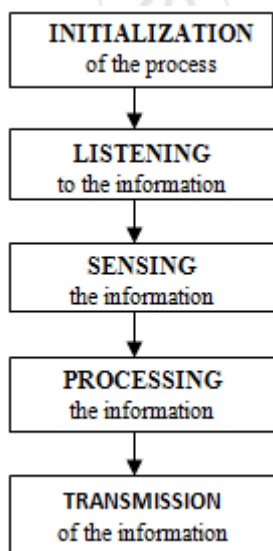 INITIALIZATION
of the process
LISTENING
to the information
SENSING
the information
PROCESSING
the information
TRANSMISSION
of the information